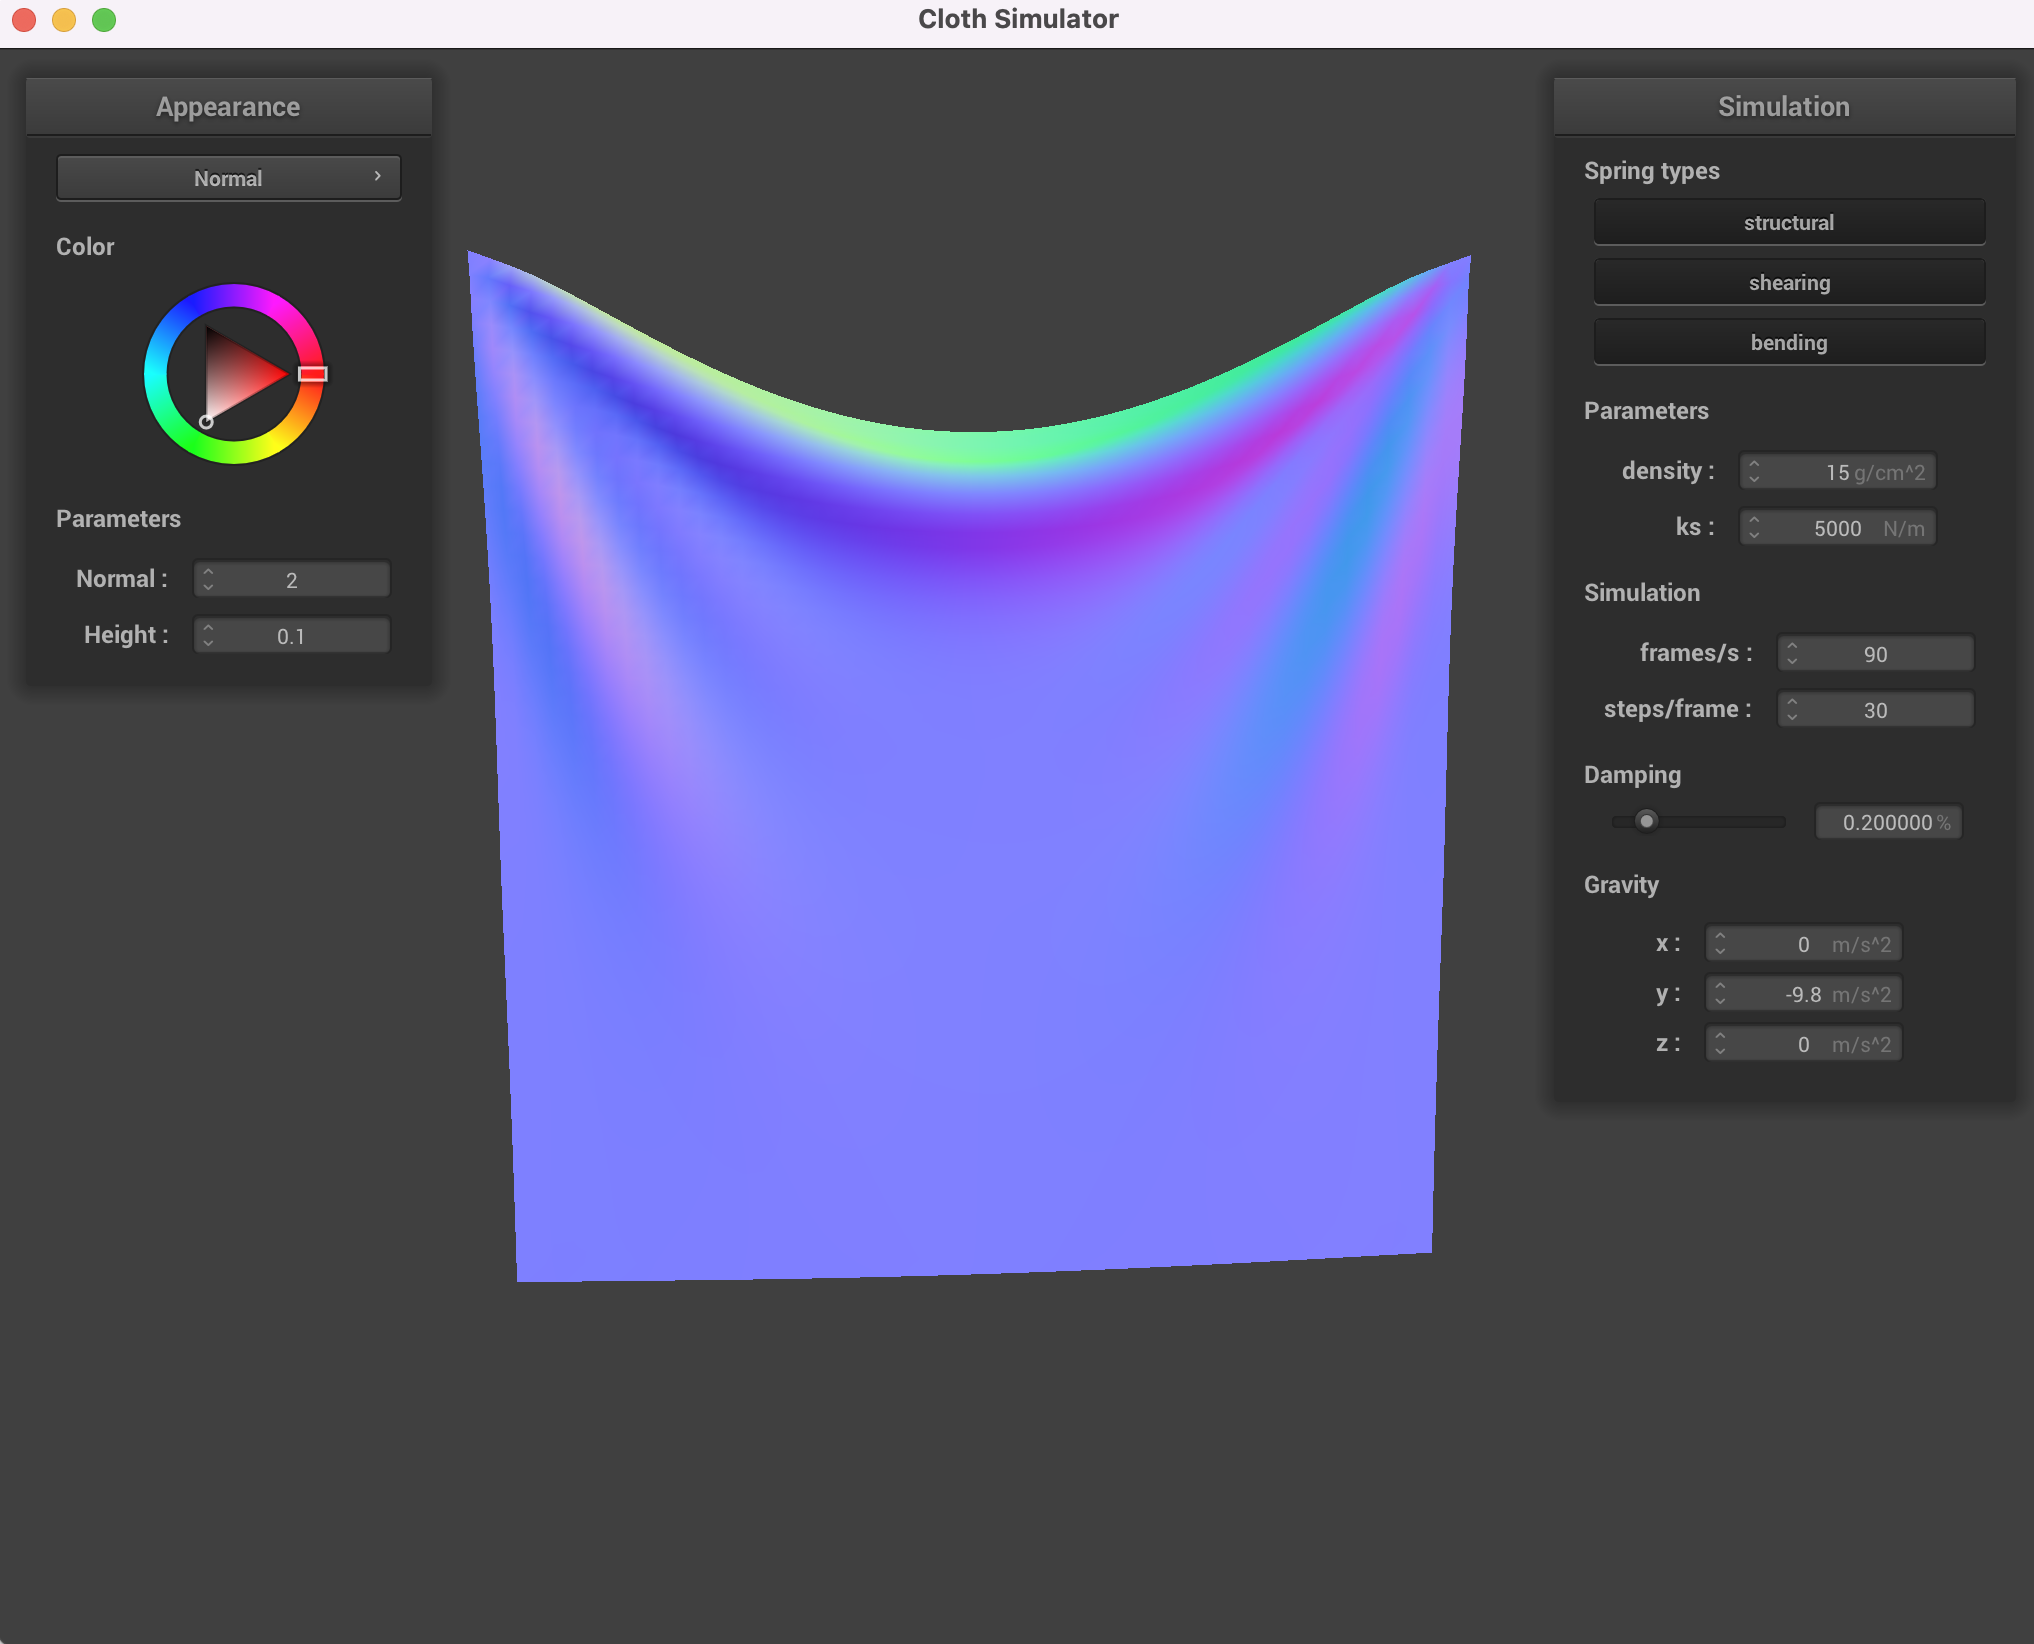 Cloth Simulator
Appearance
Normal
Color
Parameters
Normal : 2
Height : 0.1
Simulation
Spring types
structural
shearing
bending
Parameters
density : 15 g/cm^2
ks : 5000 N/m
Simulation
frames/s : 90
steps/frame : 30
Damping
0.200000 %
Gravity
x : 0 m/s^2
y : -9.8 m/s^2
z : 0 m/s^2